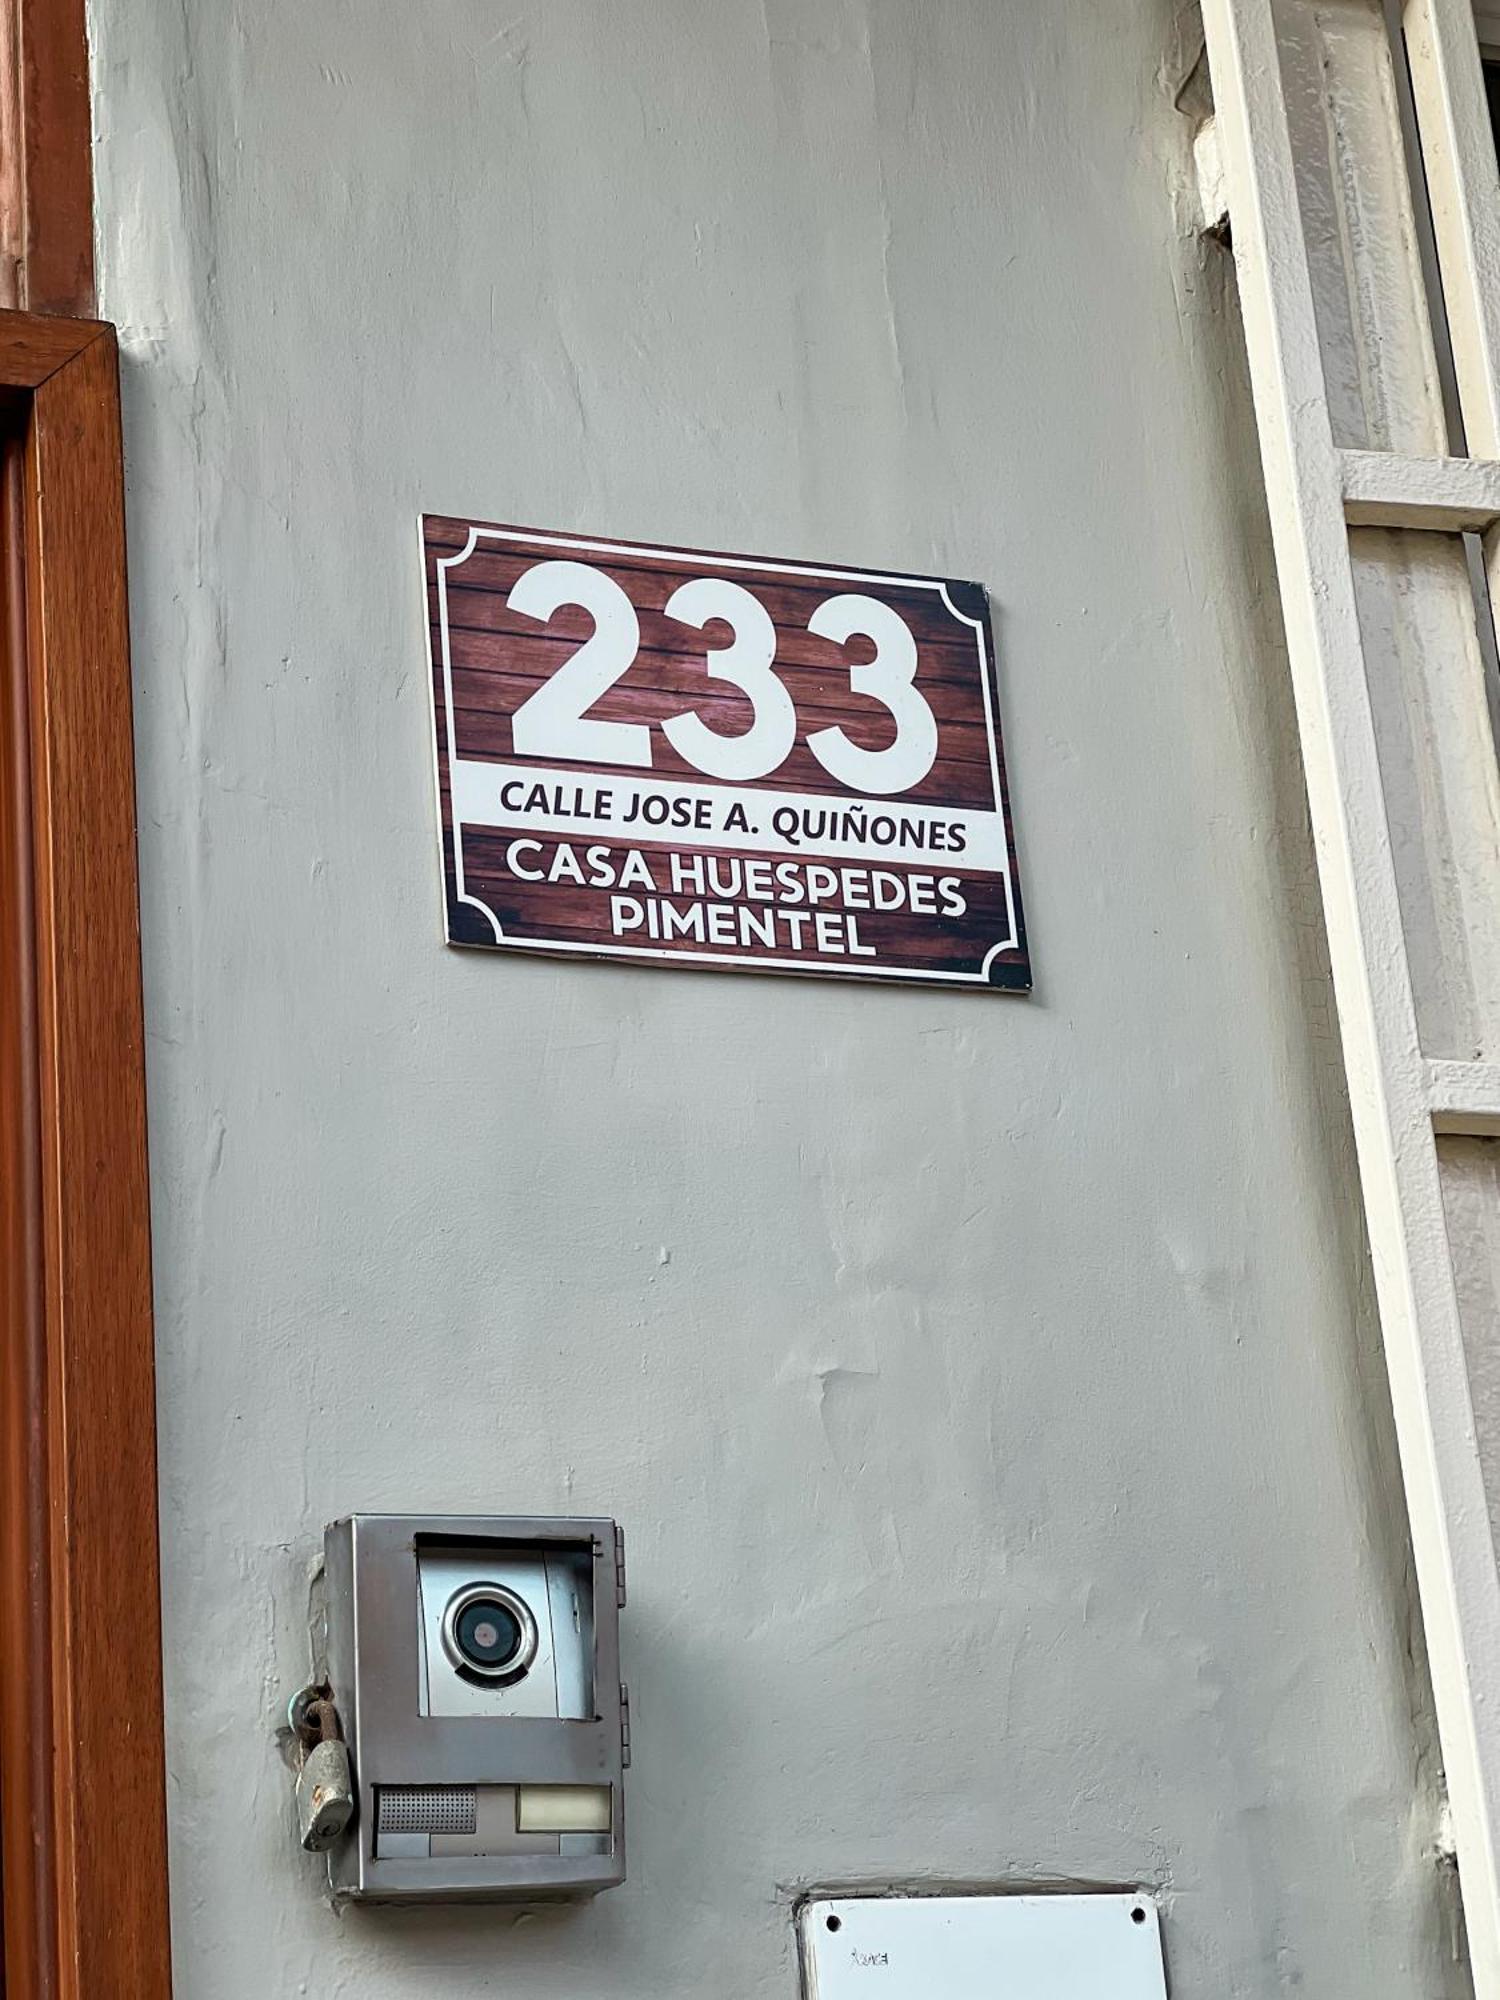 233
CALLE JOSE A. QUIÑONES
CASA HUESPEDES
PIMENTEL